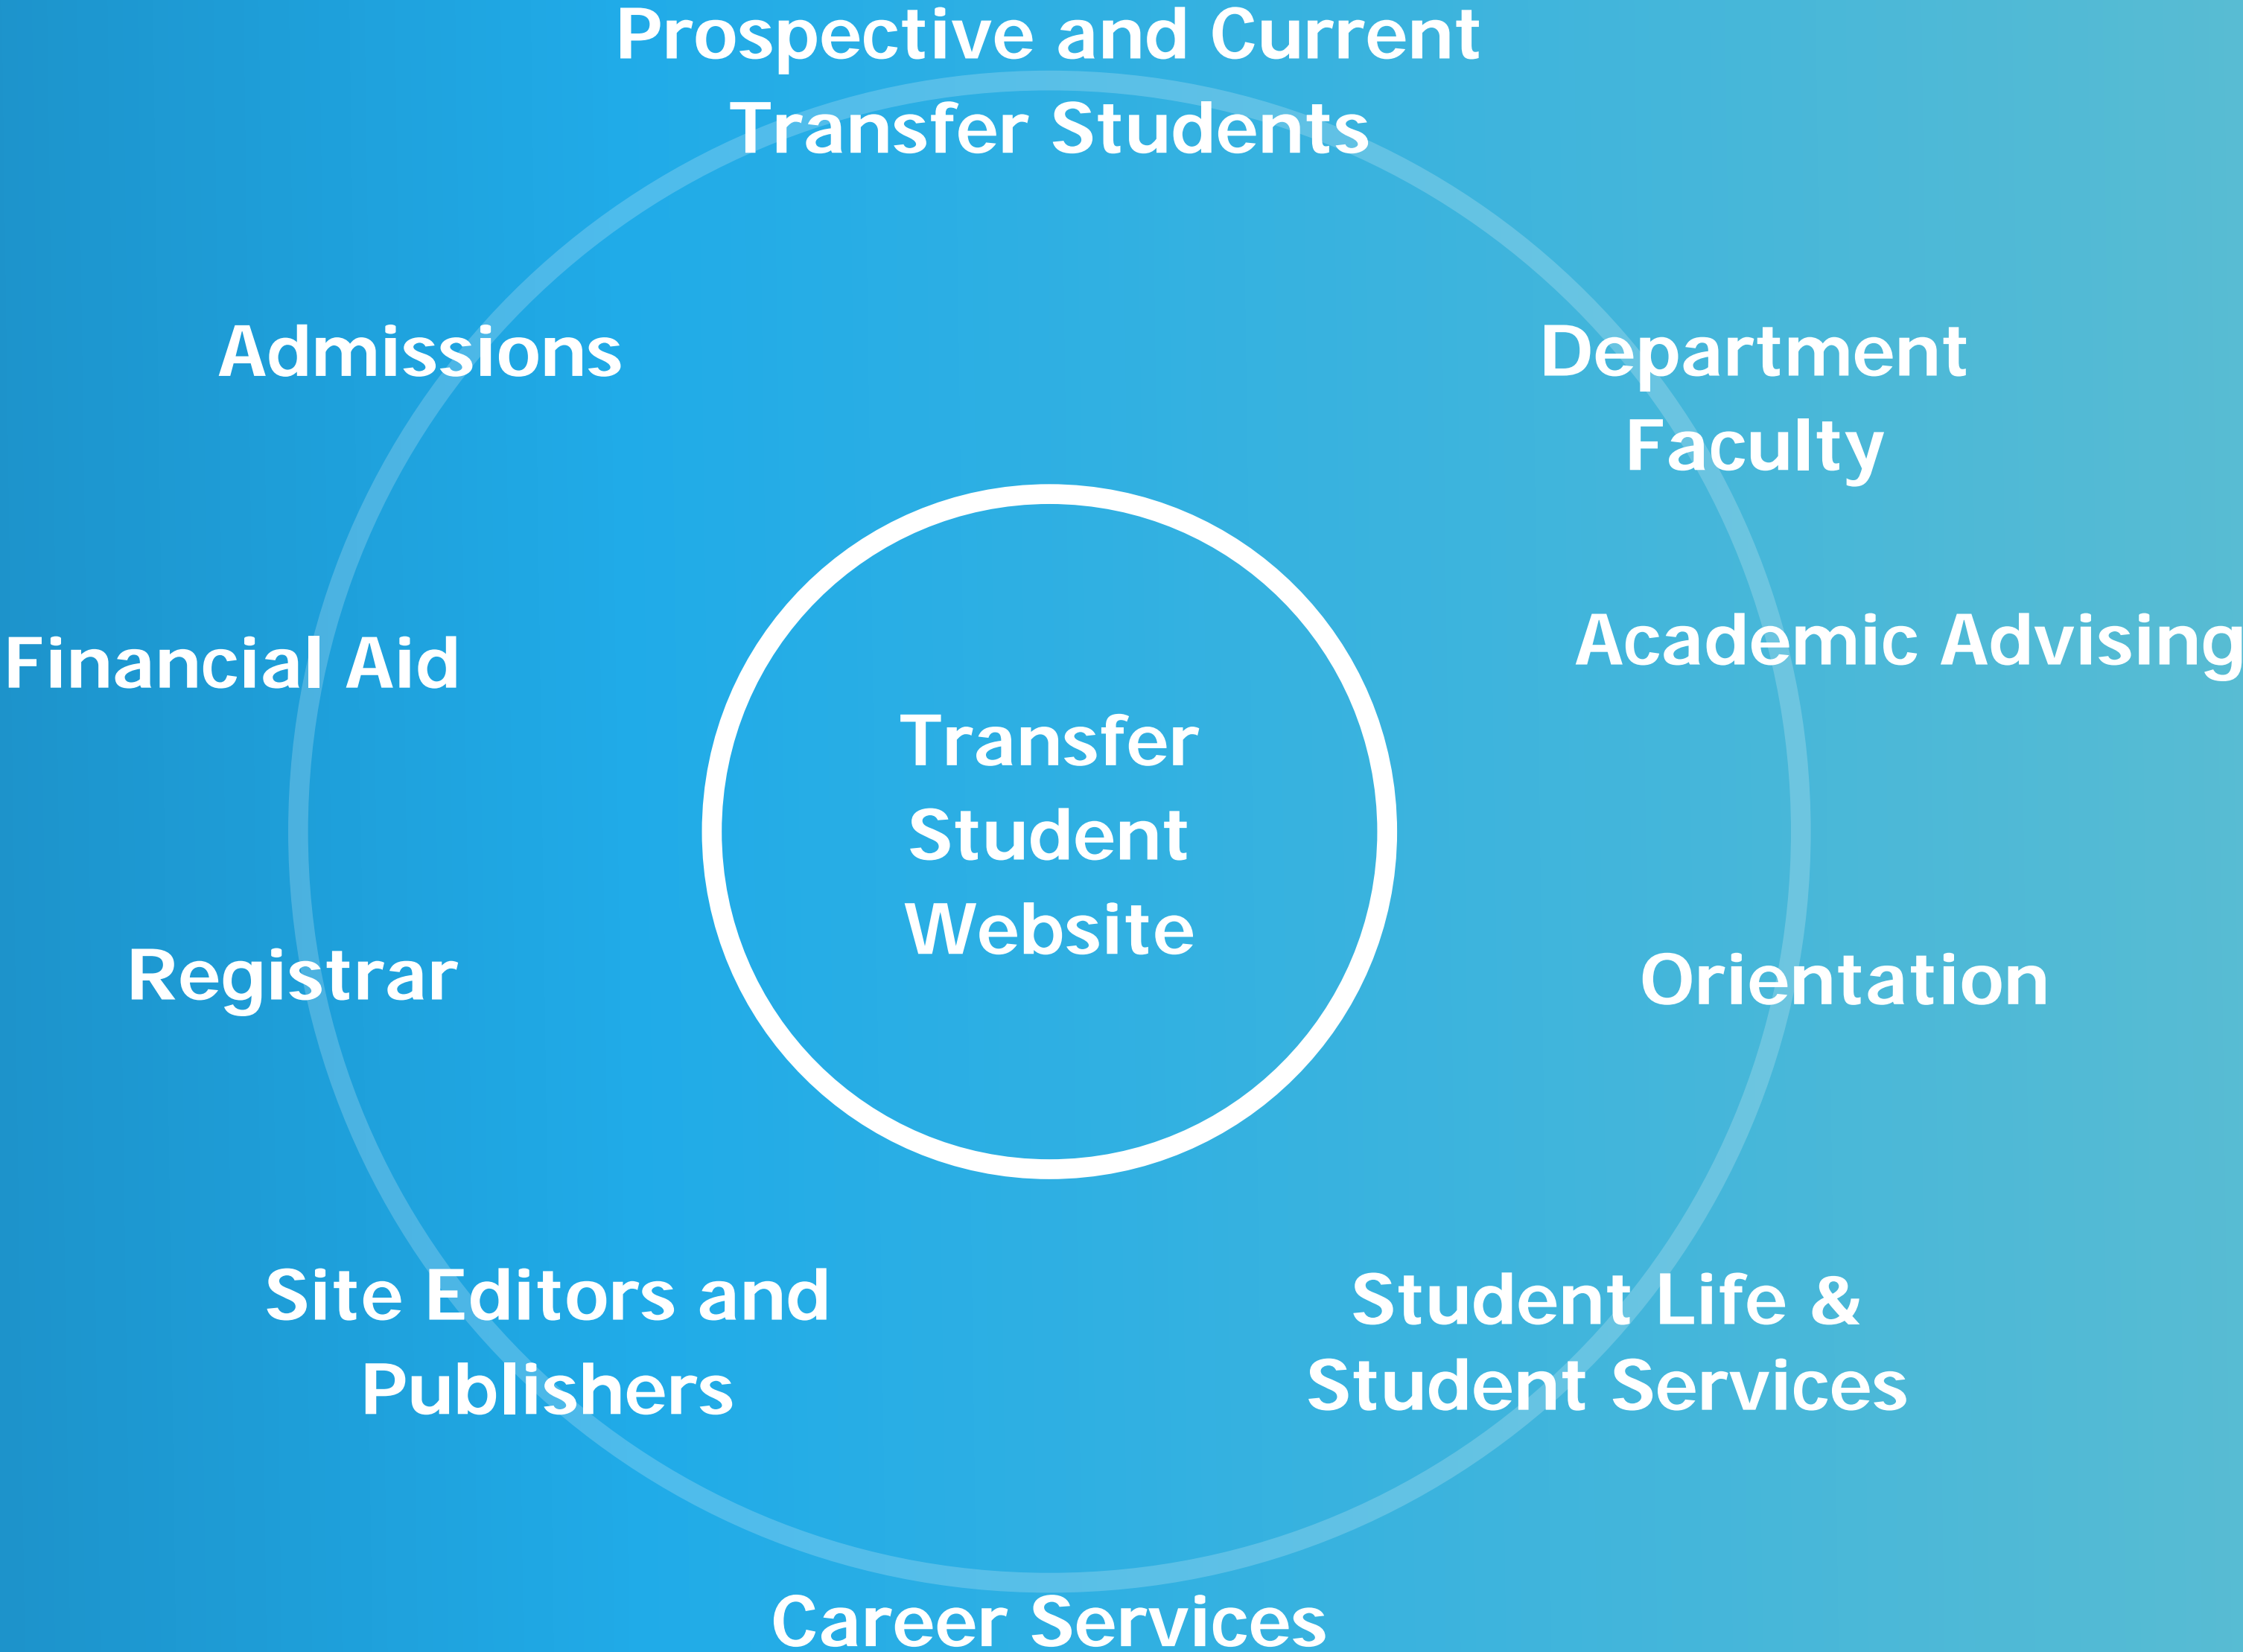 Prospective and Current
Transfer Students
Admissions
Department
Faculty
Financial Aid
Academic Advising
Transfer
Student
Website
Registrar
Orientation
Site Editors and
Publishers
Student Life &
Student Services
Career Services